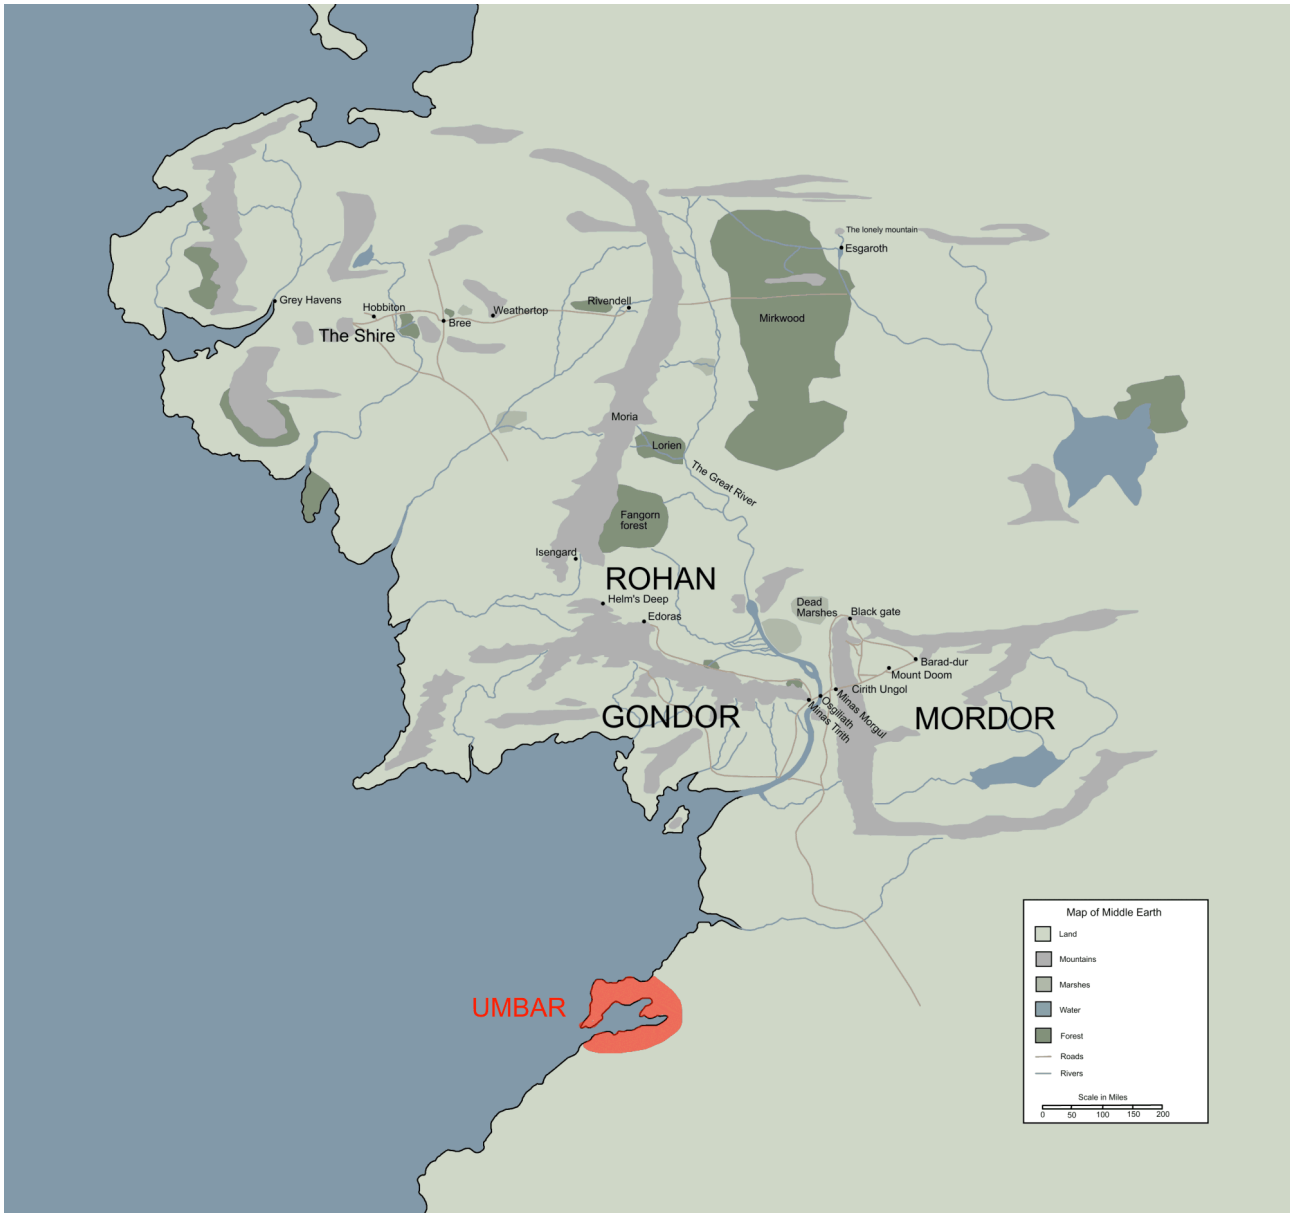 The lonely mountain
Esgaroth
Grey Havens
Hobbiton
Rivendell
Weathertop
Bree
Mirkwood
The Shire
Moria
Lorien
The Great River
Fangorn
forest
Isengard
ROHAN
Helm's Deep
Edoras
Dead
Marshes
Black gate
Barad-dur
Mount Doom
Cirith Ungol
Minas Morgul
Osgiliath
Minas Tirith
GONDOR
MORDOR
UMBAR
Map of Middle Earth
Land
Mountains
Marshes
Water
Forest
Roads
Rivers
Scale in Miles
0 50 100 150 200